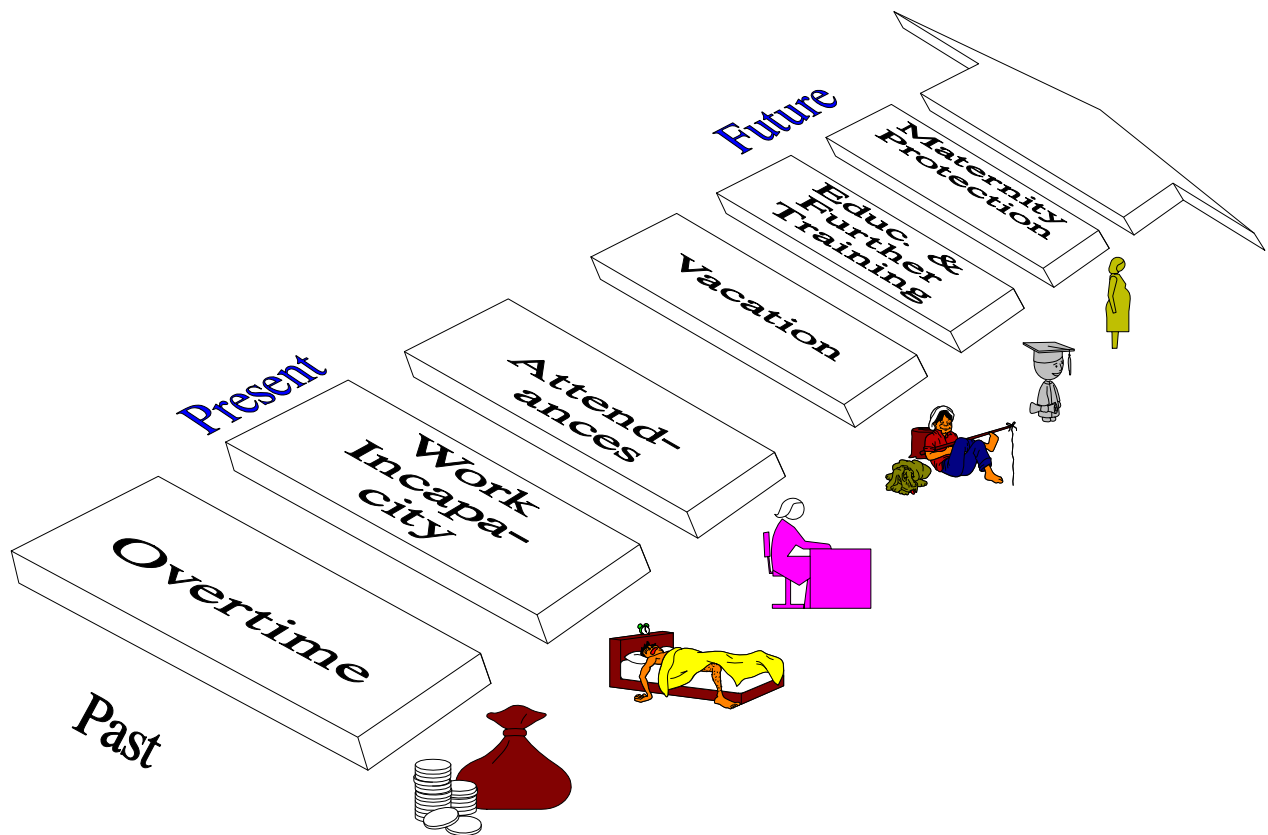 Future
Maternity
Protection
Educ. &
Further
Training
Vacation
Present
Attend-
ances
Work
Incapa-
city
Overtime
Past